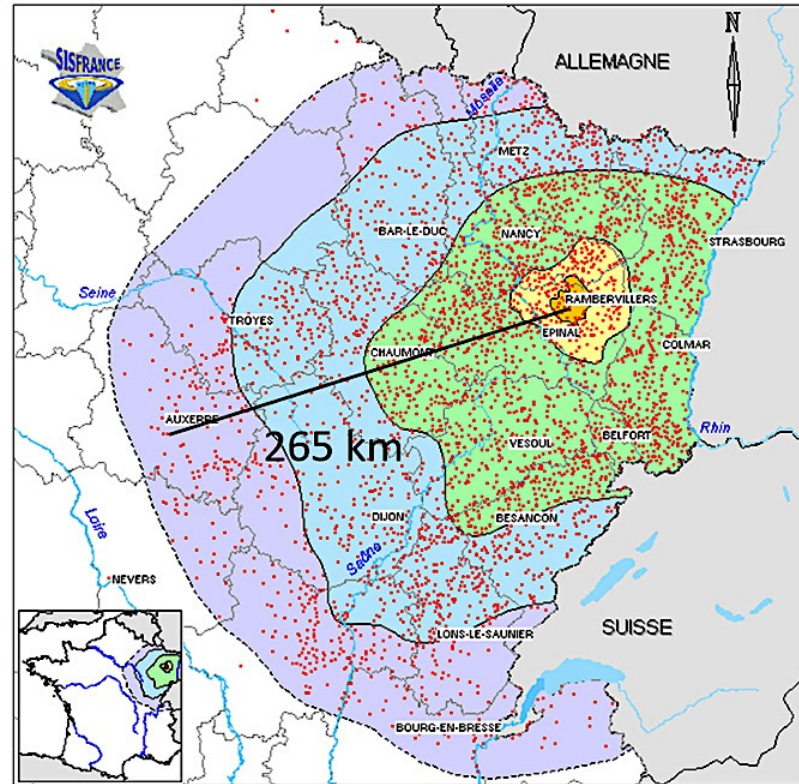 SISFRANCE
ALLEMAGNE
N
Moselle
METZ
BAR-LE-DUC
NANCY
STRASBOURG
Seine
RAMBERVILLERS
TROYES
EPINAL
CHAUMONT
COLMAR
AUXERRE
265 km
VESOUL
BELFORT
Rhin
Loire
DIJON
BESANCON
Saône
NEVERS
LONS-LE-SAUNIER
SUISSE
BOURG-EN-BRESSE